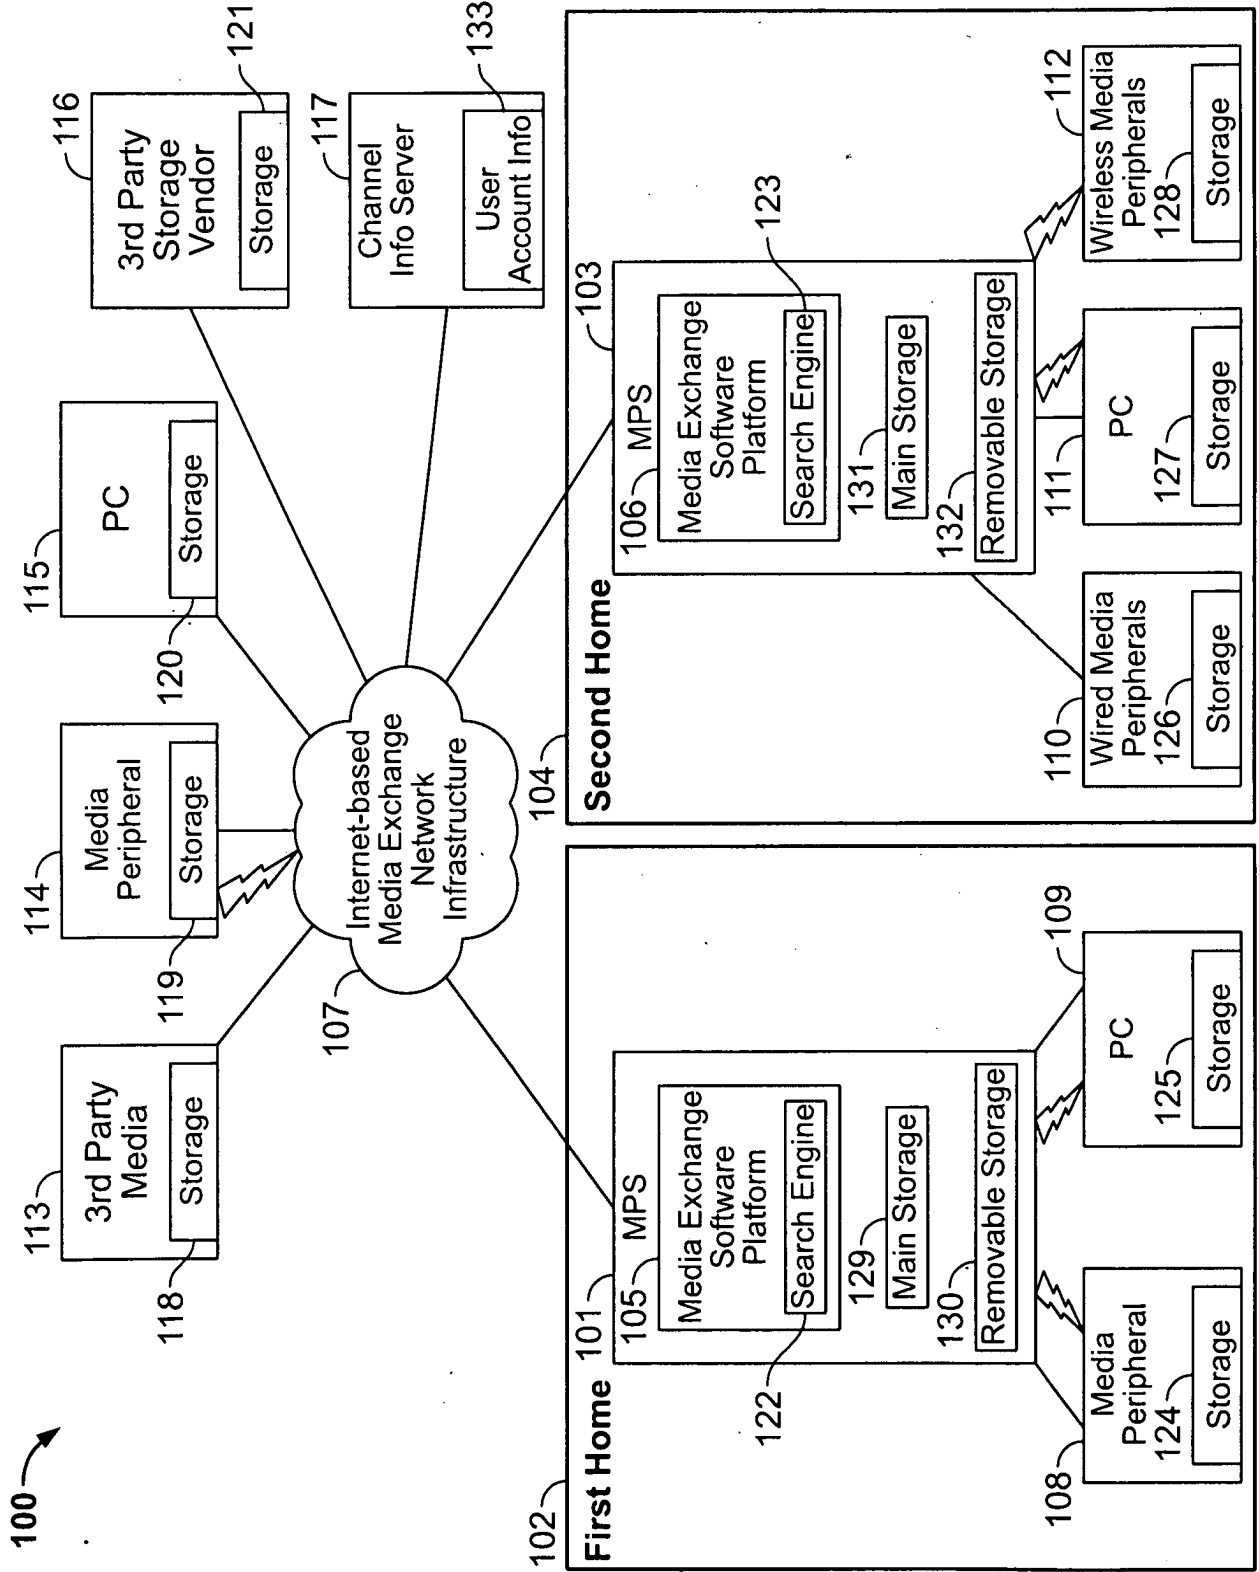 100
113
3rd Party
Media
Storage
118
114
Media
Peripheral
Storage
119
115
PC
Storage
120
116
3rd Party
Storage
Vendor
Storage
121
117
Channel
Info Server
User
Account Info
133
107
Internet-based
Media Exchange
Network
Infrastructure
102
First Home
101
MPS
105
Media Exchange
Software
Platform
Search Engine
122
129
Main Storage
130
Removable Storage
108
Media
Peripheral
124
Storage
109
PC
125
Storage
104
Second Home
103
MPS
106
Media Exchange
Software
Platform
Search Engine
123
131
Main Storage
132
Removable Storage
110
Wired Media
Peripherals
126
Storage
111
PC
127
Storage
112
Wireless Media
Peripherals
128
Storage